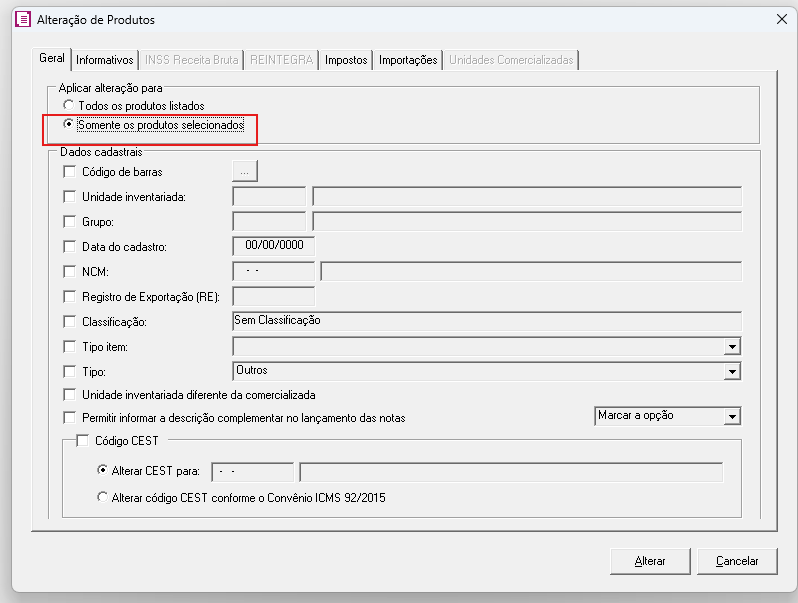 Alteração de Produtos
Geral Informativos INSS Receita Bruta REINTEGRA Impostos Importações Unidades Comercializadas
Aplicar alteração para
Todos os produtos listados
Somente os produtos selecionados
Dados cadastrais
Código de barras ...
Unidade inventariada:
Grupo:
Data do cadastro: 00/00/0000
NCM: - -
Registro de Exportação (RE):
Classificação: Sem Classificação
Tipo item:
Tipo: Outros
Unidade inventariada diferente da comercializada
Permitir informar a descrição complementar no lançamento das notas Marcar a opção
Código CEST
Alterar CEST para: - -
Alterar código CEST conforme o Convênio ICMS 92/2015
Alterar Cancelar